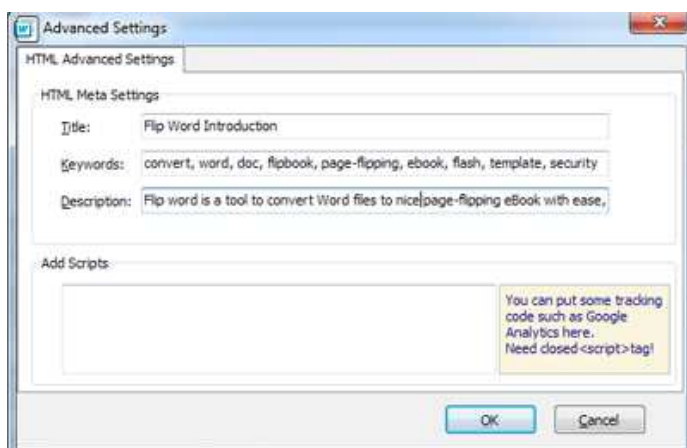 Advanced Settings
HTML Advanced Settings
HTML Meta Settings
Title: Flip Word Introduction
Keywords: convert, word, doc, flipbook, page-flipping, ebook, flash, template, security
Description: Flip word is a tool to convert Word files to nice page-flipping eBook with ease,
Add Scripts
You can put some tracking
code such as Google
Analytics here.
Need closed<script>tag!
OK Cancel